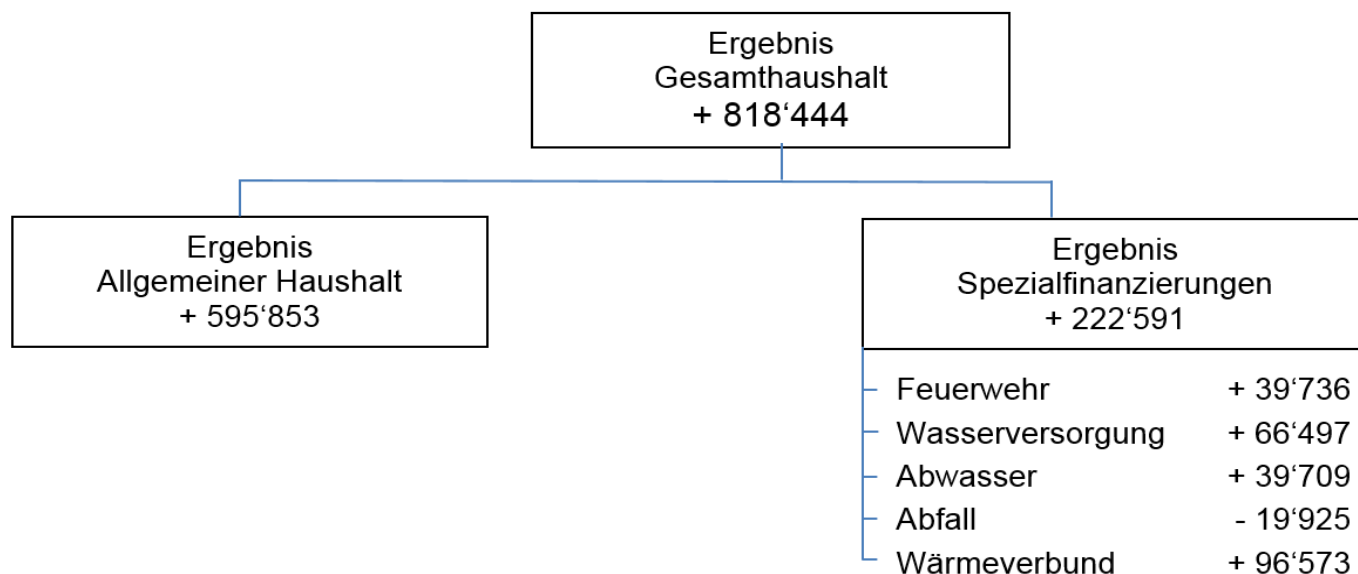 Ergebnis
Gesamthaushalt
+ 818‘444
Ergebnis
Allgemeiner Haushalt
+ 595‘853
Ergebnis
Spezialfinanzierungen
+ 222‘591
Feuerwehr + 39‘736
Wasserversorgung + 66‘497
Abwasser + 39‘709
Abfall - 19‘925
Wärmeverbund + 96‘573